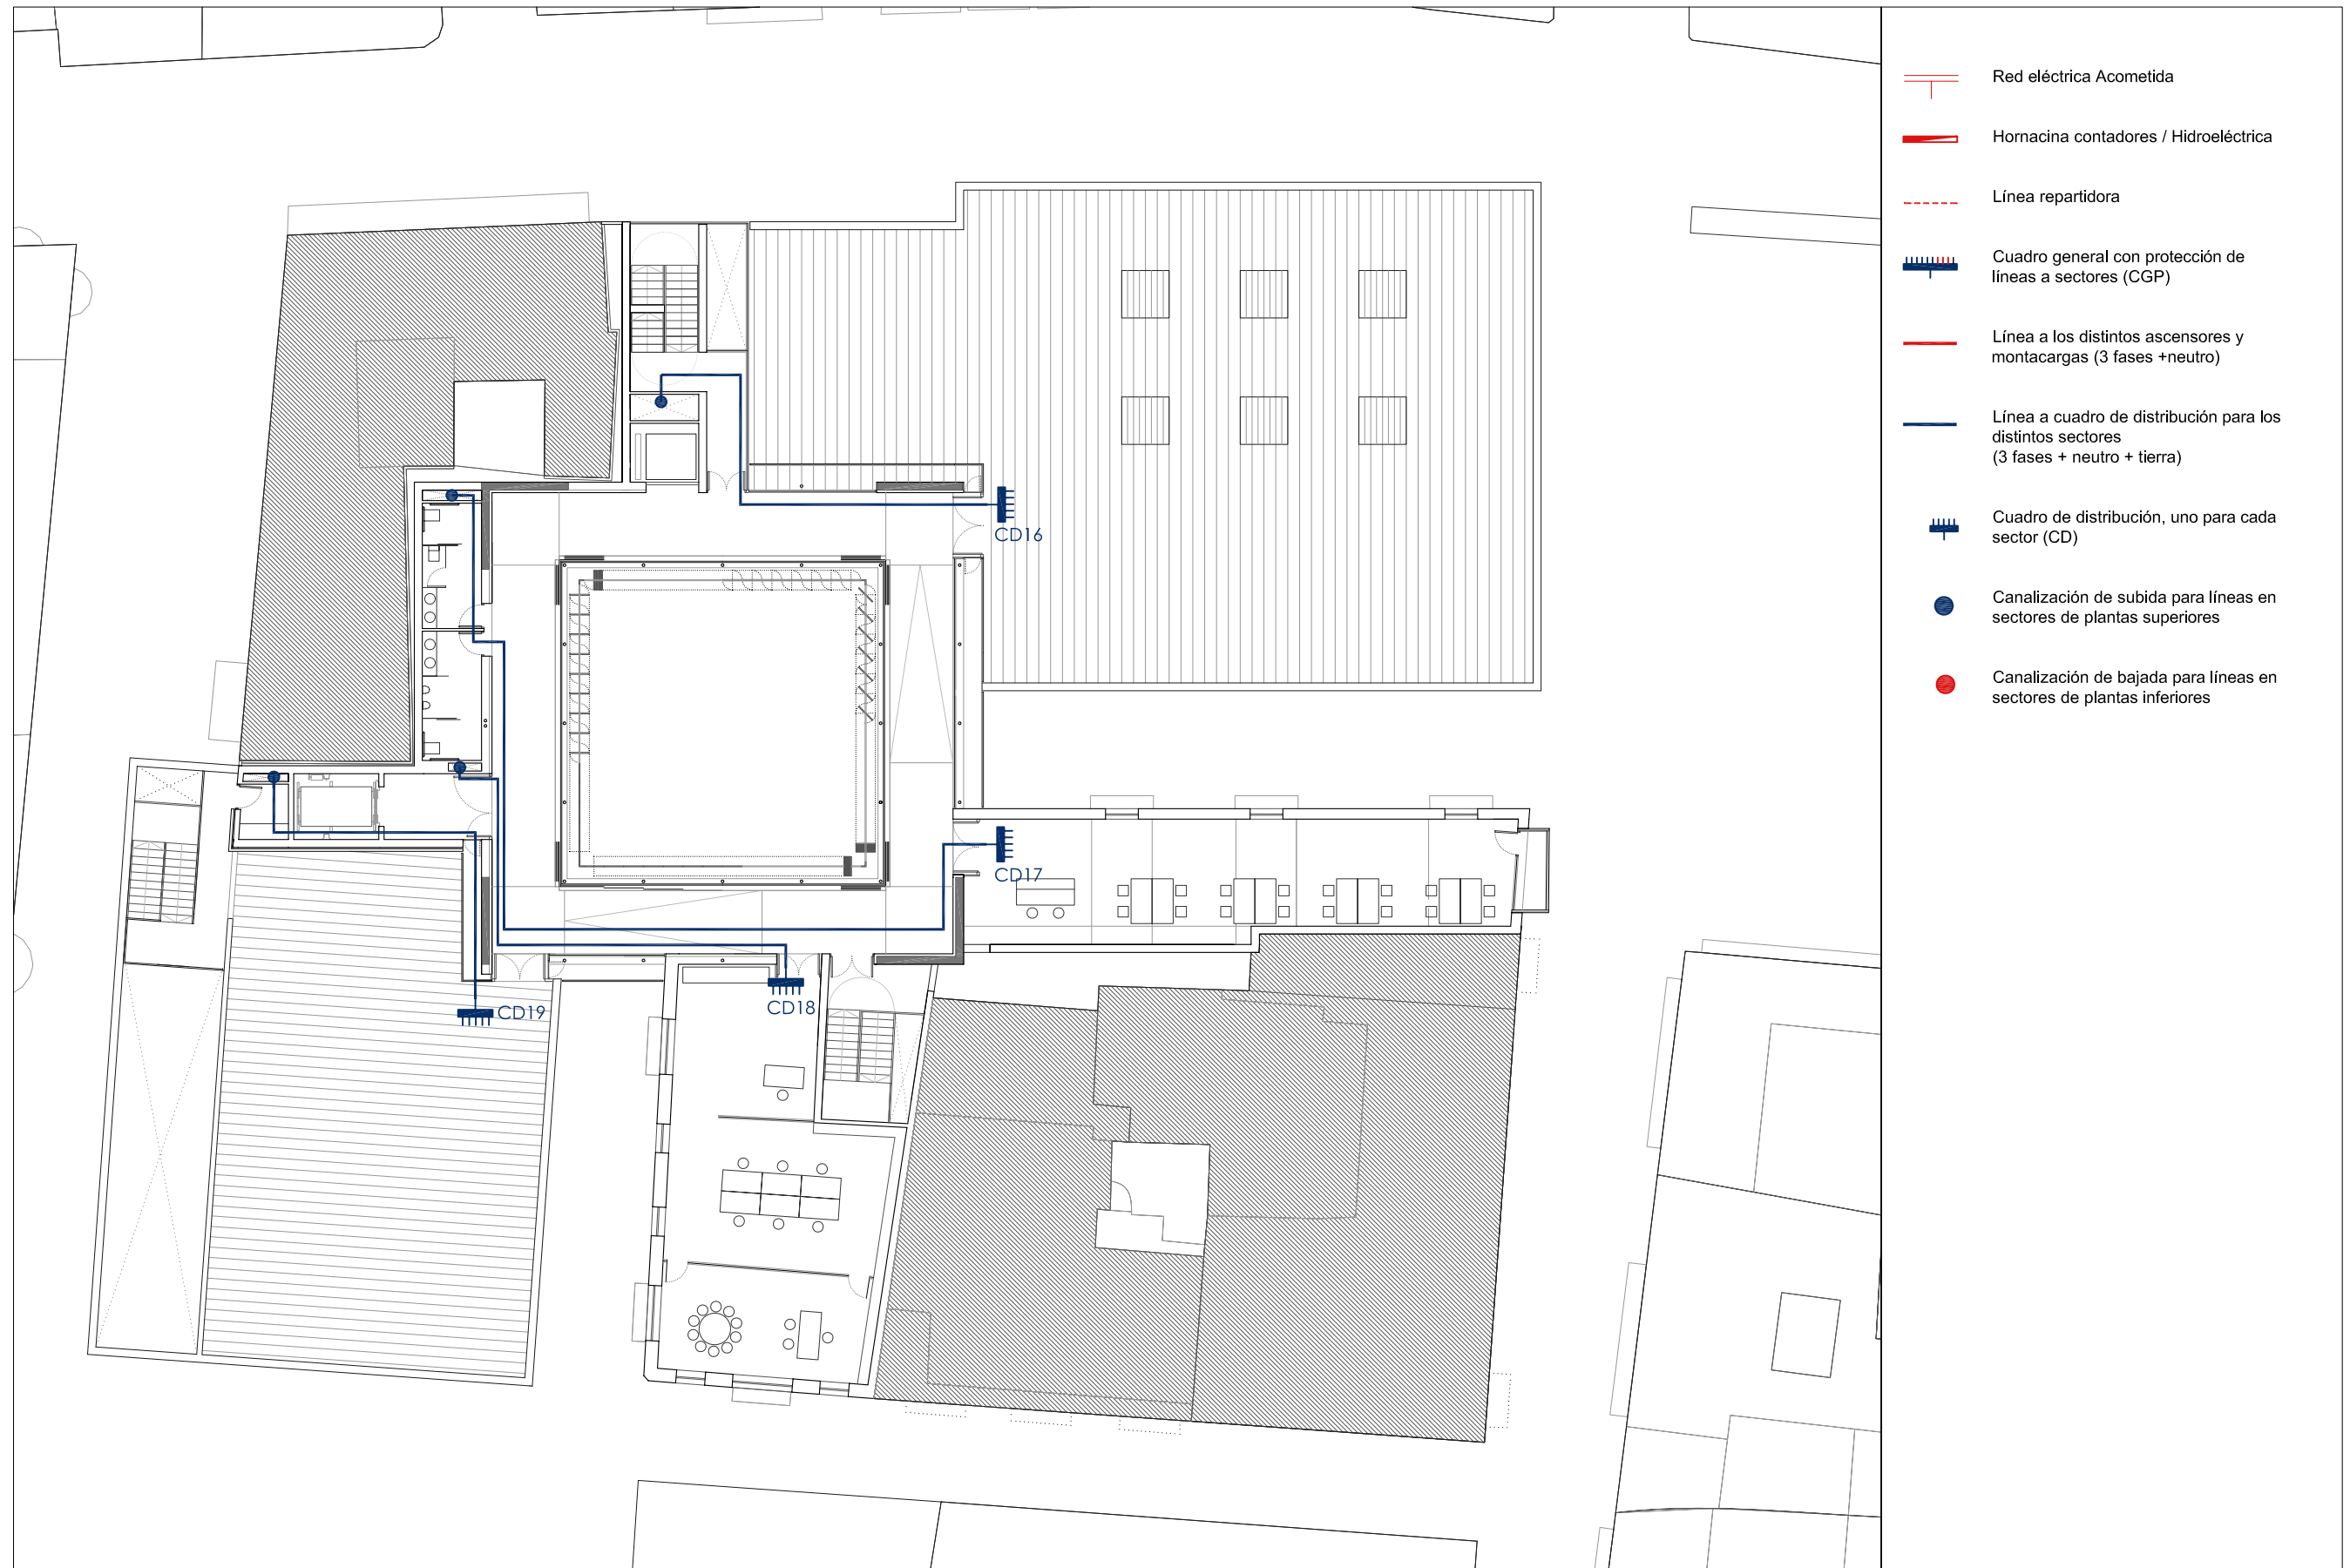 Red eléctrica Acometida
Hornacina contadores / Hidroeléctrica
Línea repartidora
Cuadro general con protección de
líneas a sectores (CGP)
Línea a los distintos ascensores y
montacargas (3 fases +neutro)
Línea a cuadro de distribución para los
distintos sectores
(3 fases + neutro + tierra)
Cuadro de distribución, uno para cada
sector (CD)
Canalización de subida para líneas en
sectores de plantas superiores
Canalización de bajada para líneas en
sectores de plantas inferiores
CD16
CD17
CD18
CD19